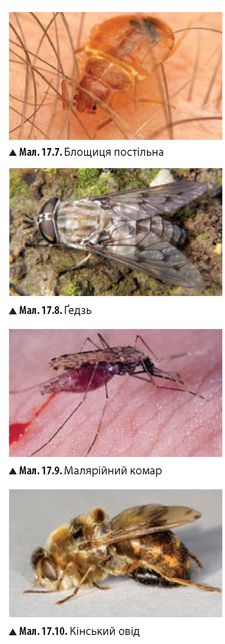 ▲ Мал. 17.7. Блощиця постільна
▲ Мал. 17.8. Ґедзь
▲ Мал. 17.9. Малярійний комар
▲ Мал. 17.10. Кінський овід